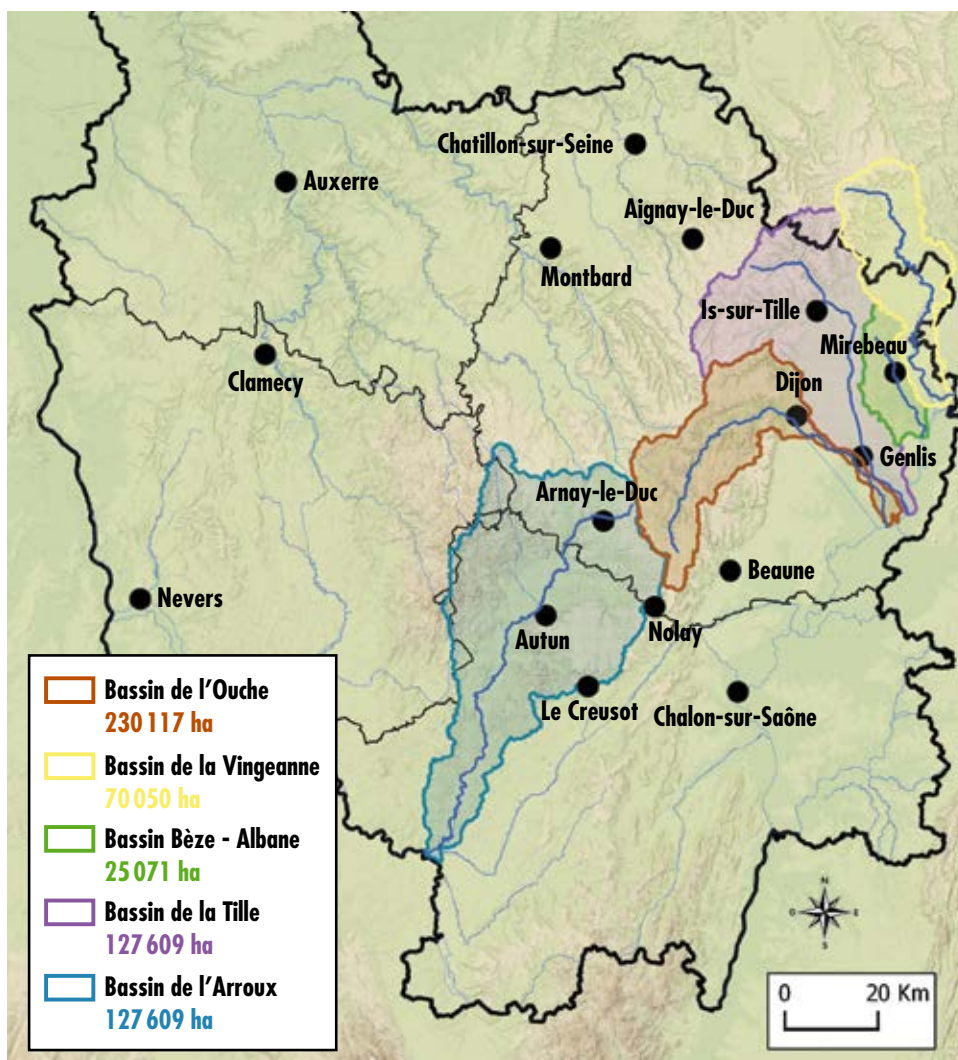 Chatillon-sur-Seine
Auxerre
Aignay-le-Duc
Montbard
Is-sur-Tille
Mirebeau
Clamecy
Dijon
Genlis
Arnay-le-Duc
Beaune
Nevers
Nolay
Autun
Le Creusot
Chalon-sur-Saône
Bassin de l'Ouche
230 117 ha
Bassin de la Vingeanne
70 050 ha
Bassin Bèze - Albane
25 071 ha
Bassin de la Tille
127 609 ha
Bassin de l'Arroux
127 609 ha
N
O E
S
0 20 Km